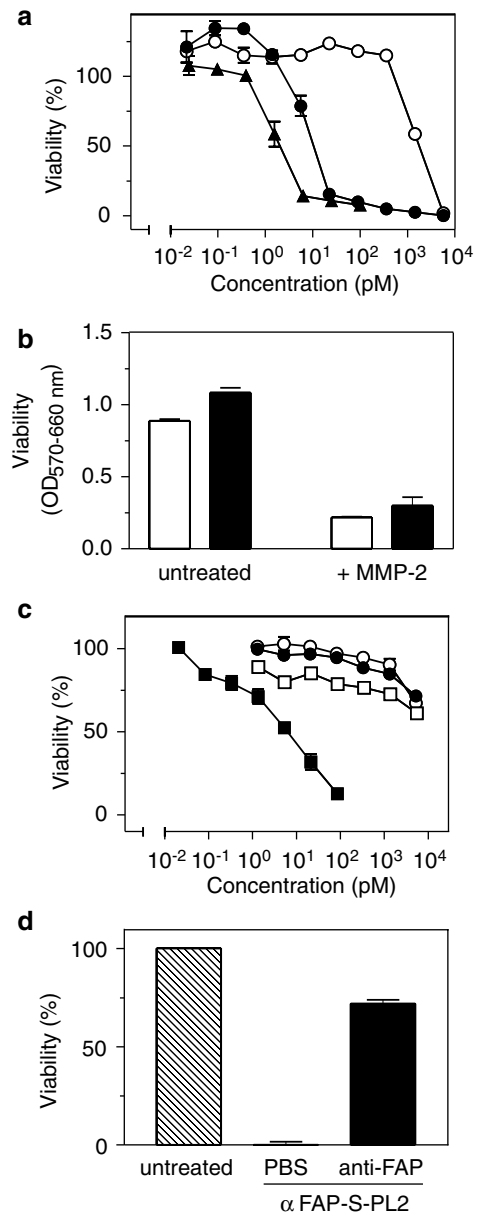 a
Viability (%)
100
50
0
10-2 10-1 100 101 102 103 104
Concentration (pM)
b
Viability
(OD570-660 nm)
1.5
1.0
0.5
0.0
untreated + MMP-2
c
Viability (%)
100
50
0
10-2 10-1 100 101 102 103 104
Concentration (pM)
d
Viability (%)
100
50
0
untreated PBS anti-FAP
α FAP-S-PL2